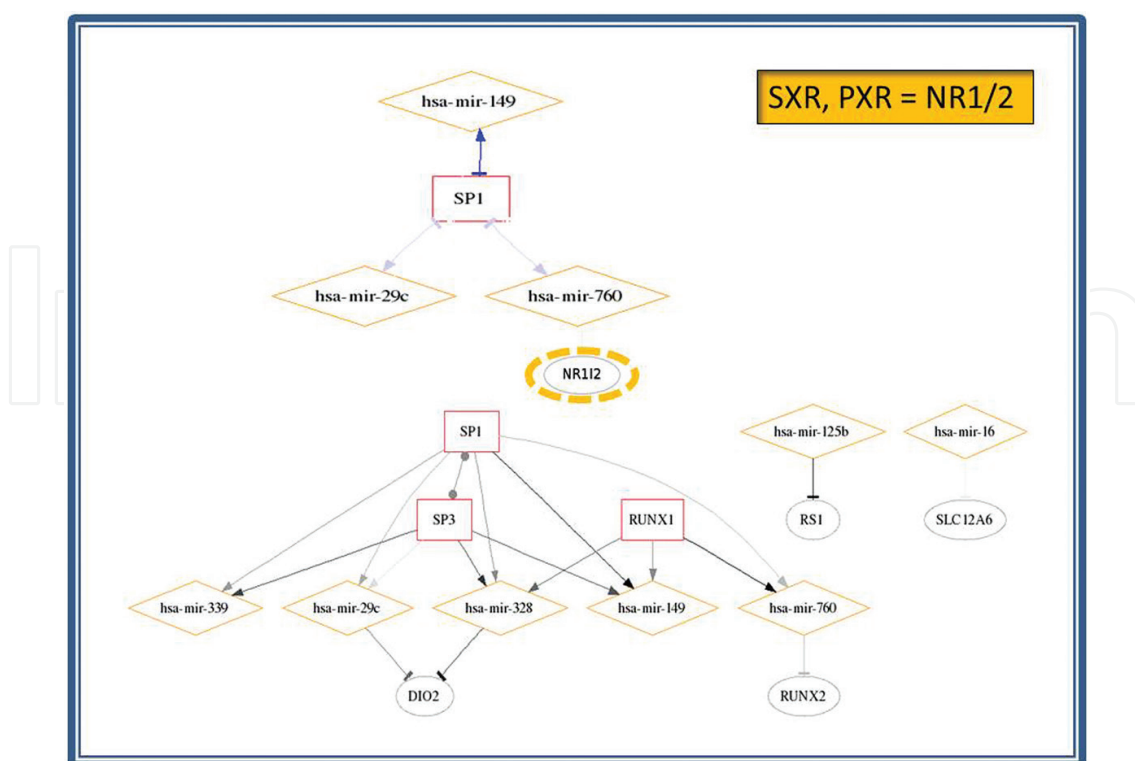 hsa-mir-149
SXR, PXR = NR1/2
SP1
hsa-mir-29c
hsa-mir-760
NR1I2
SP1
hsa-mir-125b
hsa-mir-16
SP3
RUNX1
RS1
SLC12A6
hsa-mir-339
hsa-mir-29c
hsa-mir-328
hsa-mir-149
hsa-mir-760
DIO2
RUNX2